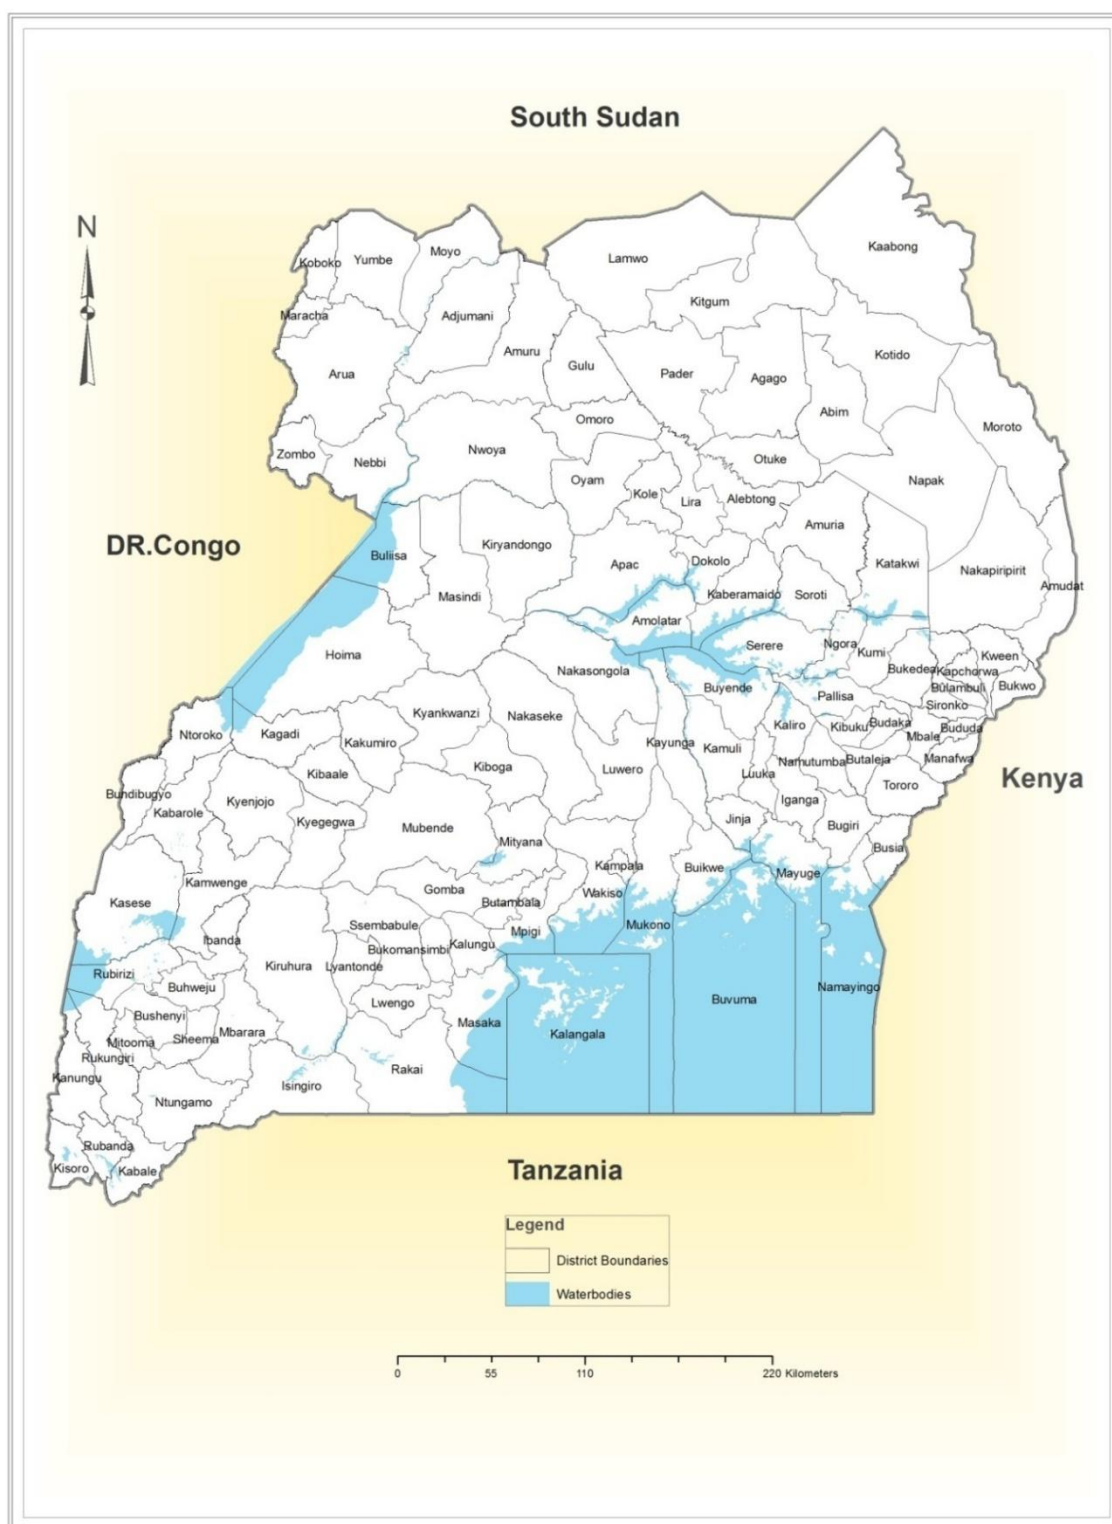 South Sudan
N
Kaabong
Moyo
Koboko
Yumbe
Lamwo
Kitgum
Maracha
Adjumani
Amuru
Gulu
Pader
Agago
Kotido
Arua
Abim
Omoro
Moroto
Zombo
Nebbi
Nwoya
Otuke
Oyam
Kole
Lira
Alebtong
Napak
Amuria
DR.Congo
Buliisa
Kiryandongo
Apac
Dokolo
Katakwi
Nakapiripirit
Amudat
Masindi
Kaberamaido
Soroti
Amolatar
Hoima
Serere
Ngora
Kumi
Kween
Nakasongola
Bukedea
Kapchorwa
Buyende
Bulambuli
Bukwo
Pallisa
Sironko
Kyankwanzi
Nakaseke
Kaliro
Kibuku
Budaka
Bududa
Ntoroko
Kagadi
Kakumiro
Kayunga
Kamuli
Mbale
Kiboga
Luwero
Namutumba
Butaleja
Manafwa
Kibaale
Luuka
Bundibugyo
Kyenjojo
Tororo
Kenya
Kabarole
Iganga
Kyegegwa
Mubende
Mityana
Jinja
Bugiri
Busia
Kampala
Buikwe
Mayuge
Kamwenge
Gomba
Wakiso
Kasese
Butambala
Ssembabule
Mpigi
Mukono
Ibanda
Bukomansimbi
Kalungu
Rubirizi
Kiruhura
Lyantonde
Buhweju
Lwengo
Buvuma
Namayingo
Bushenyi
Masaka
Kalangala
Mitooma
Sheema
Mbarara
Rukungiri
Kanungu
Rakai
Isingiro
Ntungamo
Rubanda
Kisoro
Kabale
Tanzania
Legend
District Boundaries
Waterbodies
0 55 110 220 Kilometers